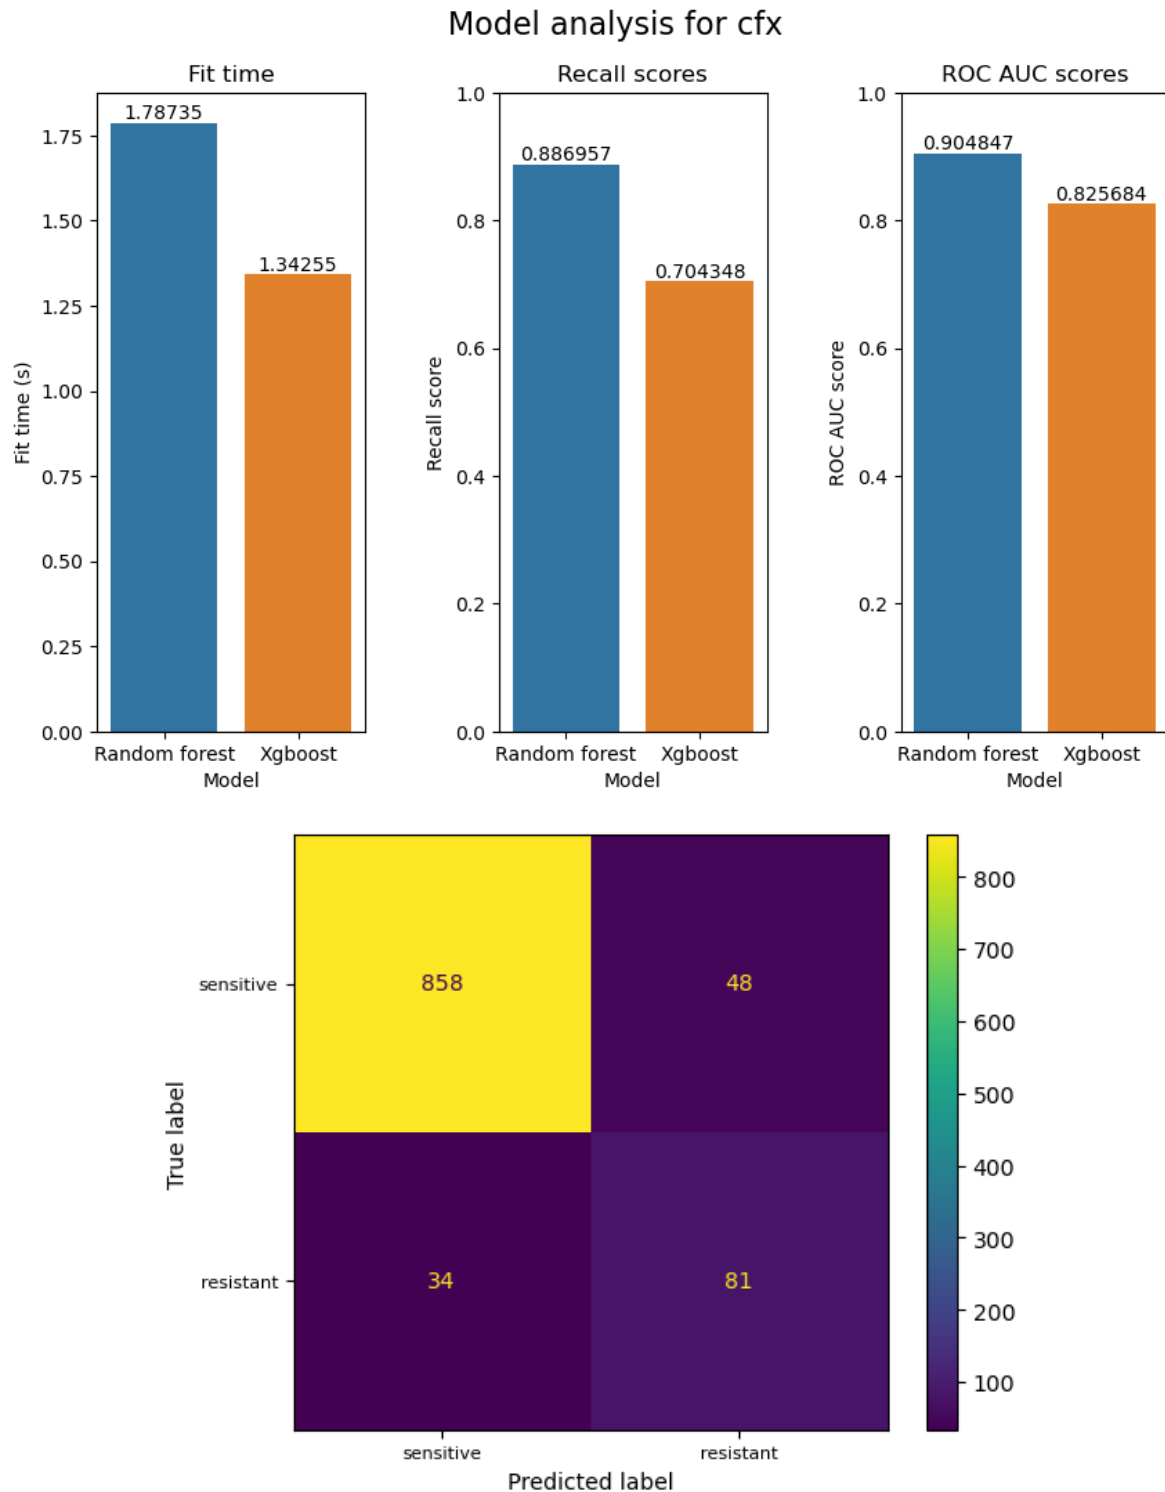 Model analysis for cfx
Fit time
1.78735
1.34255
1.75
1.50
1.25
1.00
0.75
0.50
0.25
0.00
Fit time (s)
Random forest
Xgboost
Model
Recall scores
0.886957
0.704348
1.0
0.8
0.6
0.4
0.2
0.0
Recall score
Random forest
Xgboost
Model
ROC AUC scores
0.904847
0.825684
1.0
0.8
0.6
0.4
0.2
0.0
ROC AUC score
Random forest
Xgboost
Model
True label
sensitive
858
48
resistant
34
81
sensitive
resistant
Predicted label
800
700
600
500
400
300
200
100